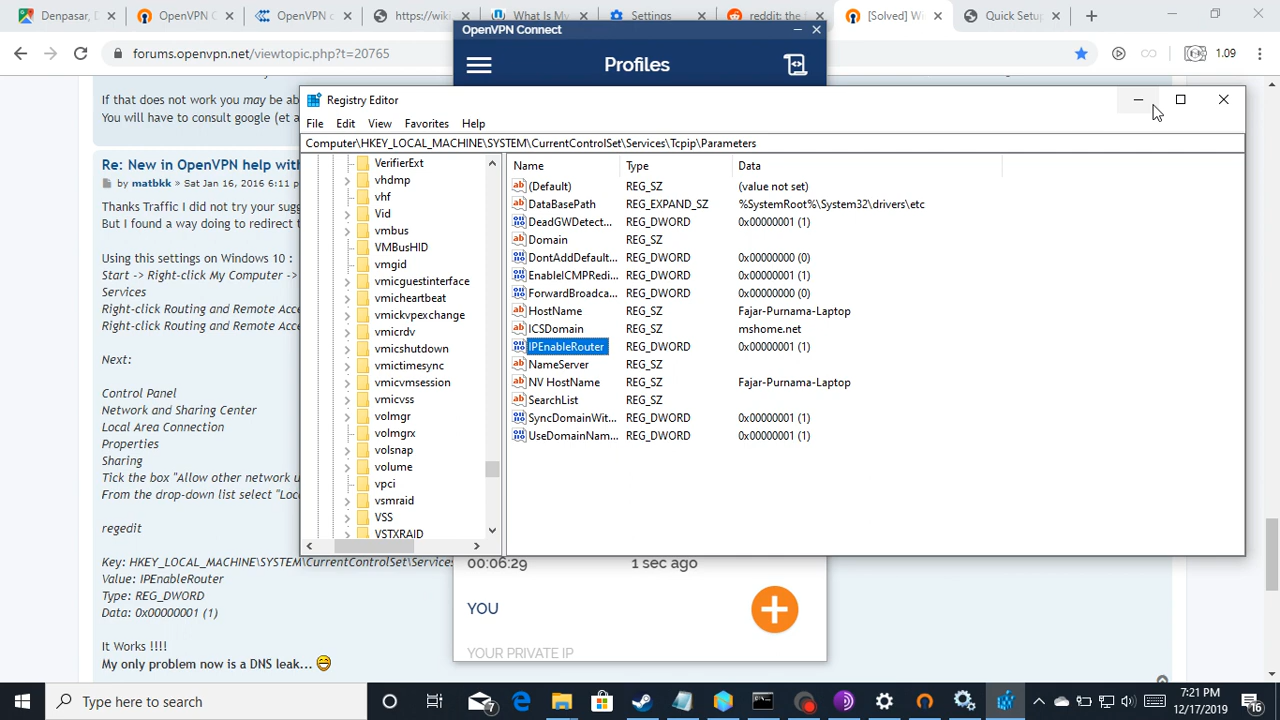 Denpasar,
OpenVPN C
OpenVPN c
https://wiki
What Is My
Settings
reddit: the
[Solved] Wi
Quick Setup
forums.openvpn.net/viewtopic.php?t=20765
1.09
OpenVPN Connect
Profiles
If that does not work you may be ab
You will have to consult google (et a
Re: New in OpenVPN help with
by matbkk » Sat Jan 16, 2016 6:11 p
Thanks Traffic I did not try your sugg
But I found a way doing to redirect t
Using this settings on Windows 10 :
Start -> Right-click My Computer ->
Services
Right-click Routing and Remote Acce
Right-click Routing and Remote Acce
Next:
Control Panel
Network and Sharing Center
Local Area Connection
Properties
Sharing
Tick the box "Allow other network u
From the drop-down list select "Loc
regedit
Key: HKEY_LOCAL_MACHINE\SYSTEM\CurrentControlSet\Services
Value: IPEnableRouter
Type: REG_DWORD
Data: 0x00000001 (1)
It Works !!!!
My only problem now is a DNS leak...
Registry Editor
File Edit View Favorites Help
Computer\HKEY_LOCAL_MACHINE\SYSTEM\CurrentControlSet\Services\Tcpip\Parameters
VerifierExt
vhdmp
vhf
Vid
vmbus
VMBusHID
vmgid
vmicguestinterface
vmicheartbeat
vmickvpexchange
vmicrdv
vmicshutdown
vmictimesync
vmicvmsession
vmicvss
volmgr
volmgrx
volsnap
volume
vpci
vsmraid
VSS
VSTXRAID
Name Type Data
(Default) REG_SZ (value not set)
DataBasePath REG_EXPAND_SZ %SystemRoot%\System32\drivers\etc
DeadGWDetect... REG_DWORD 0x00000001 (1)
Domain REG_SZ
DontAddDefault... REG_DWORD 0x00000000 (0)
EnableICMPRedi... REG_DWORD 0x00000001 (1)
ForwardBroadca... REG_DWORD 0x00000000 (0)
HostName REG_SZ Fajar-Purnama-Laptop
ICSDomain REG_SZ mshome.net
IPEnableRouter REG_DWORD 0x00000001 (1)
NameServer REG_SZ
NV HostName REG_SZ Fajar-Purnama-Laptop
SearchList REG_SZ
SyncDomainWit... REG_DWORD 0x00000001 (1)
UseDomainNam... REG_DWORD 0x00000001 (1)
00:06:29 1 sec ago
YOU
YOUR PRIVATE IP
Type here to search
7
7:21 PM
12/17/2019
16